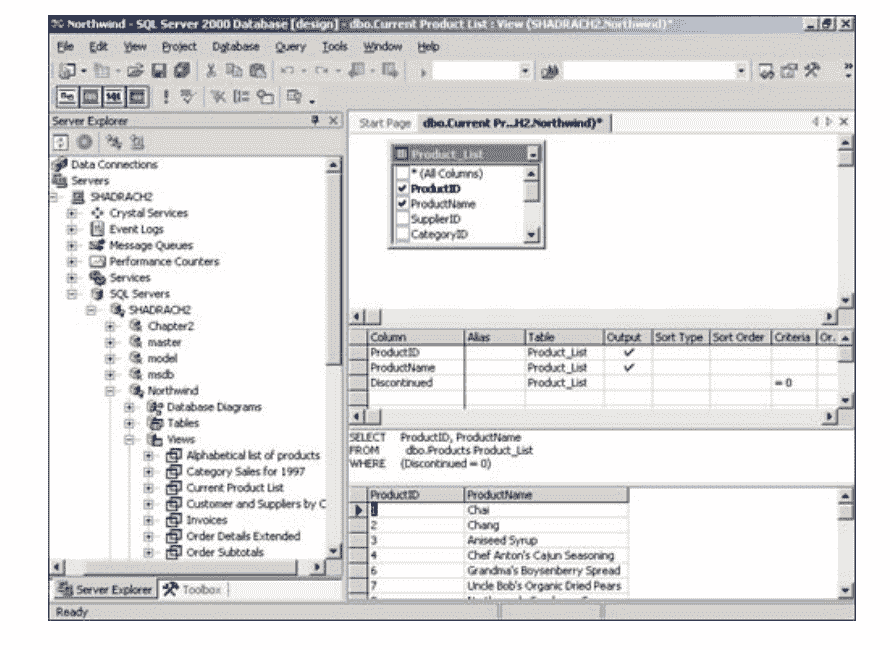 Northwind - SQL Server 2000 Database [design] - dbo.Current Product List : View (SHADRACH2.Northwind)*
File Edit View Project Database Query Tools Window Help
Server Explorer
Start Page dbo.Current Pr...H2.Northwind)*
Data Connections
Servers
SHADRACH2
Crystal Services
Event Logs
Message Queues
Performance Counters
Services
SQL Servers
SHADRACH2
Chapter2
master
model
msdb
Northwind
Database Diagrams
Tables
Views
Alphabetical list of products
Category Sales for 1997
Current Product List
Customer and Suppliers by C
Invoices
Order Details Extended
Order Subtotals
Server Explorer Toolbox
Product_List
* (All Columns)
ProductID
ProductName
SupplierID
CategoryID
Column Alias Table Output Sort Type Sort Order Criteria Or..
ProductID Product_List
ProductName Product_List
Discontinued Product_List = 0
SELECT ProductID, ProductName
FROM dbo.Products Product_List
WHERE (Discontinued = 0)
ProductID ProductName
1 Chai
2 Chang
3 Aniseed Syrup
4 Chef Anton's Cajun Seasoning
6 Grandma's Boysenberry Spread
7 Uncle Bob's Organic Dried Pears
Ready